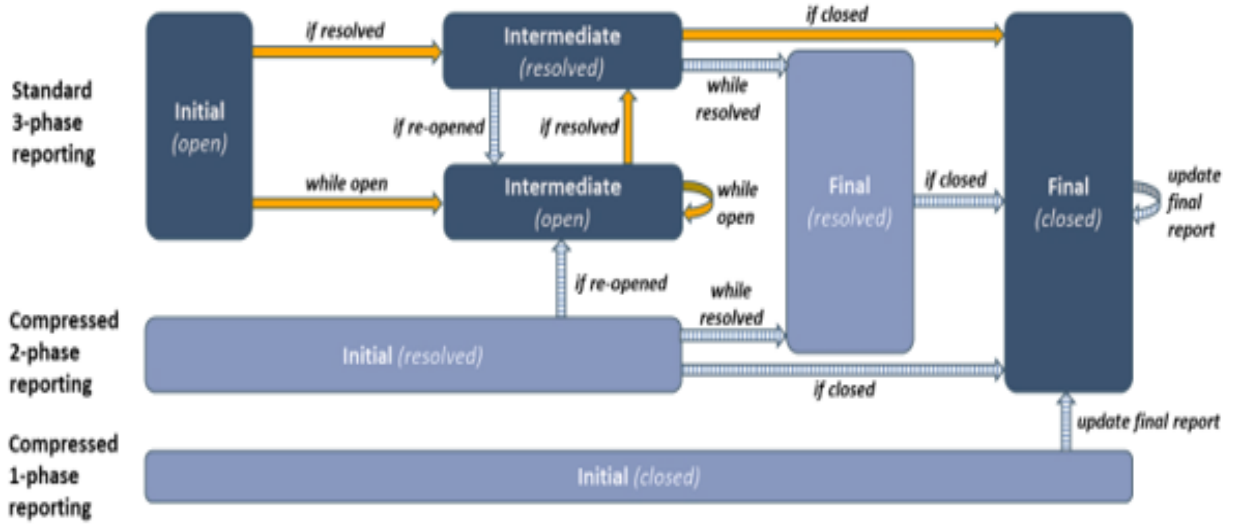 Standard
3-phase
reporting
Initial
(open)
if resolved
while open
Intermediate
(resolved)
if re-opened
if resolved
Intermediate
(open)
while
open
if closed
while
resolved
Final
(resolved)
if closed
Final
(closed)
update
final
report
Compressed
2-phase
reporting
Initial (resolved)
if re-opened
while
resolved
if closed
Compressed
1-phase
reporting
Initial (closed)
update final report